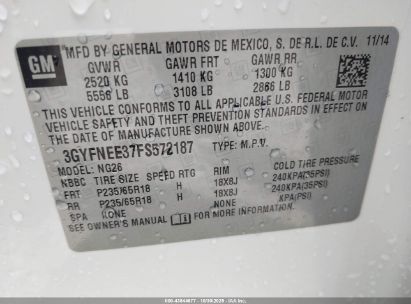 GM
MFD BY GENERAL MOTORS DE MEXICO, S. DE R.L. DE C.V. 11/14
GVWR GAWR FRT GAWR RR
2520 KG 1410 KG 1300 KG
5556 LB 3108 LB 2866 LB
THIS VEHICLE CONFORMS TO ALL APPLICABLE U.S. FEDERAL MOTOR
VEHICLE SAFETY, BUMPER, AND THEFT PREVENTION STANDARDS IN EFFECT
ON THE DATE OF MANUFACTURE SHOWN ABOVE.
3GYFNEE37FS572187 TYPE: M.P.V.
MODEL: NG26
NBBC TIRE SIZE SPEED RTG RIM COLD TIRE PRESSURE
FRT P235/65R18 H 18X8J 240KPA(35PSI)
RR P235/65R18 H 18X8J 240KPA(35PSI)
SPA NONE NONE KPA(PSI)
SEE OWNER'S MANUAL FOR MORE INFORMATION.